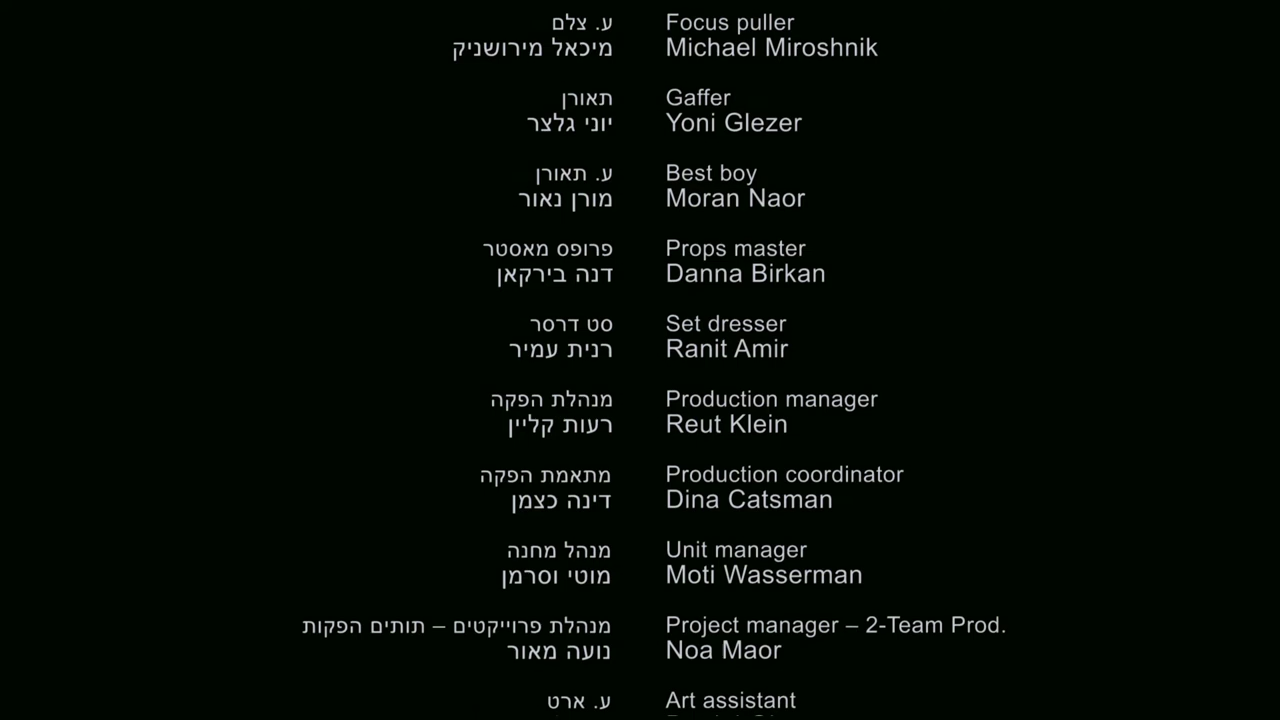 ע. צלם Focus puller
מיכאל מירושניק Michael Miroshnik
תאורן Gaffer
יוני גלצר Yoni Glezer
ע. תאורן Best boy
מורן נאור Moran Naor
פרופס מאסטר Props master
דנה בירקאן Danna Birkan
סט דרסר Set dresser
רנית עמיר Ranit Amir
מנהלת הפקה Production manager
רעות קליין Reut Klein
מתאמת הפקה Production coordinator
דינה כצמן Dina Catsman
מנהל מחנה Unit manager
מוטי וסרמן Moti Wasserman
מנהלת פרוייקטים – תותים הפקות Project manager – 2-Team Prod.
נועה מאור Noa Maor
ע. ארט Art assistant